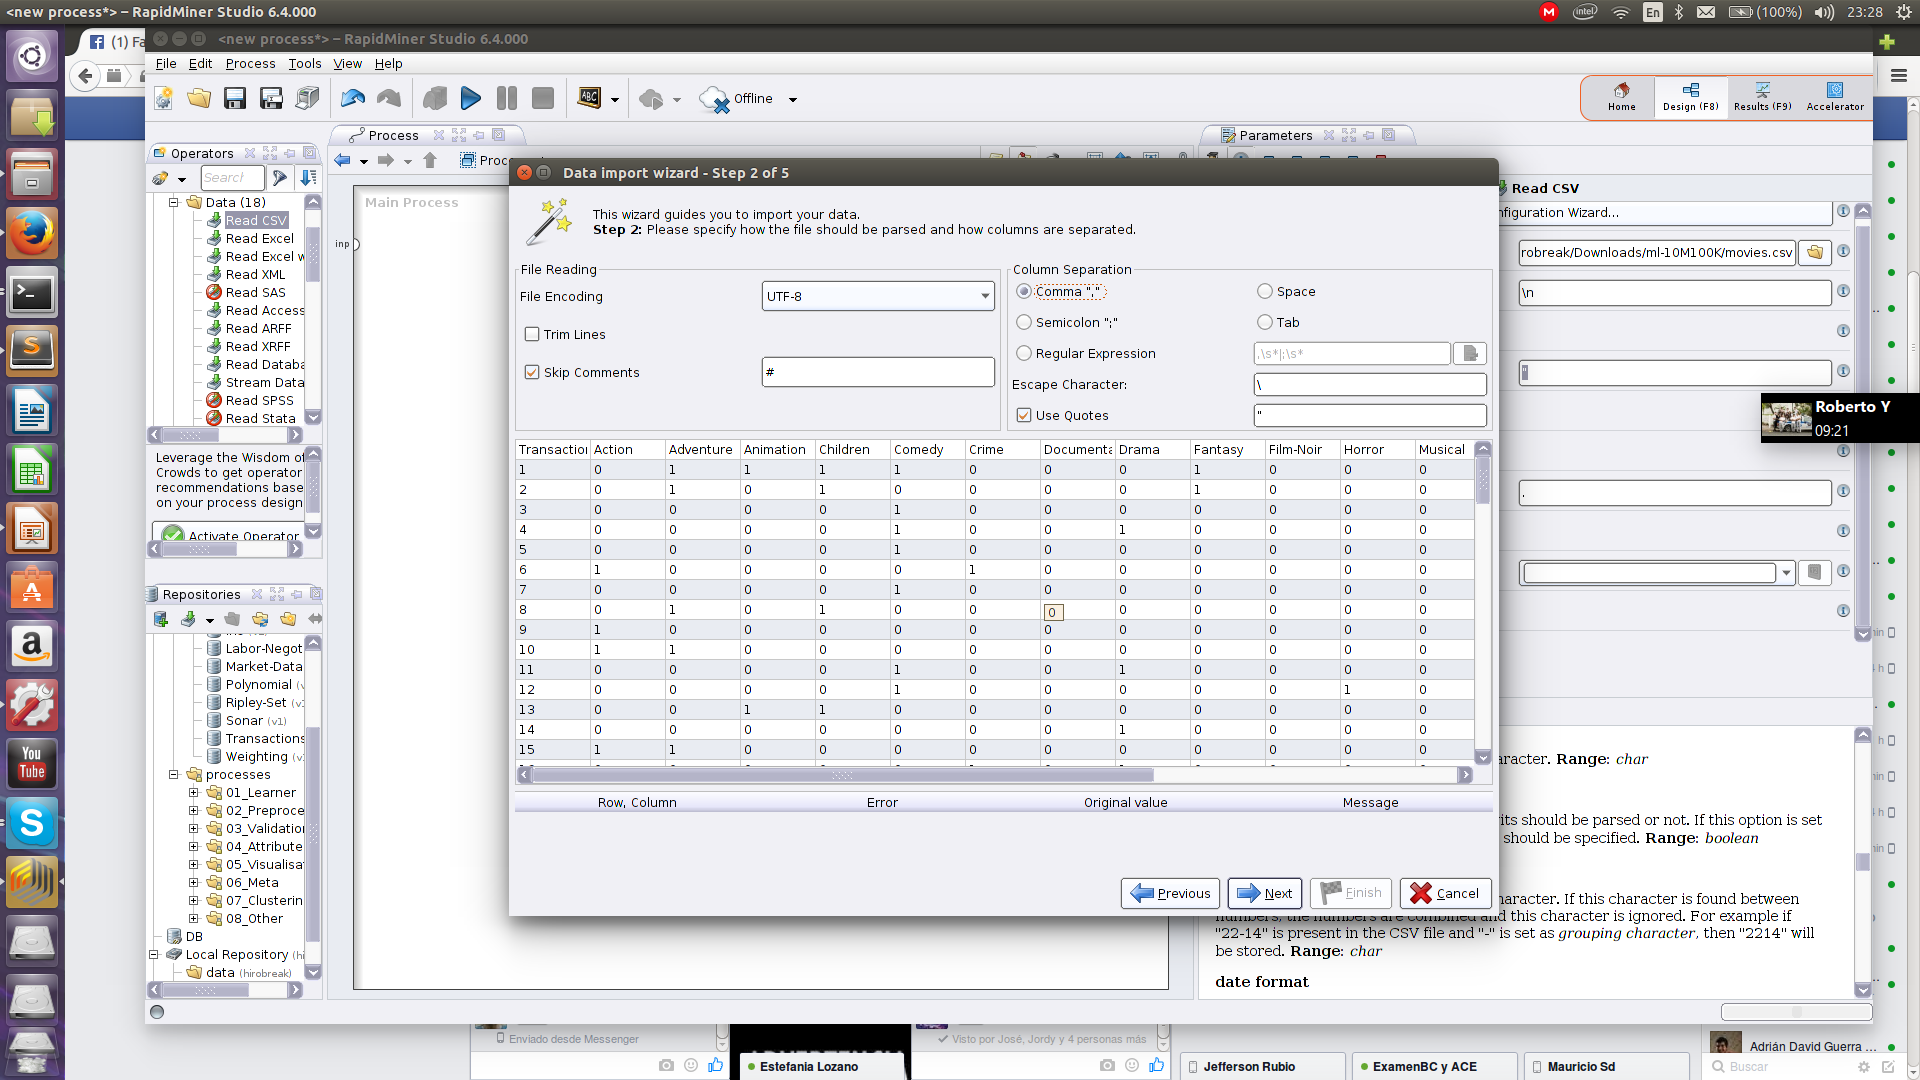 <new process*> – RapidMiner Studio 6.4.000
En
(100%)
23:28
(1) Fa
<new process*> – RapidMiner Studio 6.4.000
File Edit Process Tools View Help
Offline
Home
Design (F8)
Results (F9)
Accelerator
Operators
Search
Data (18)
Read CSV
Read Excel
Read Excel w
Read XML
Read SAS
Read Access
Read ARFF
Read XRFF
Read Databa
Stream Data
Read SPSS
Read Stata
Leverage the Wisdom of
Crowds to get operator
recommendations base
on your process design
Activate Operator
Repositories
Labor-Negot
Market-Data
Polynomial (v
Ripley-Set (v1)
Sonar (v1)
Transactions
Weighting (v
processes
01_Learner
02_Preproce
03_Validation
04_Attribute
05_Visualisat
06_Meta
07_Clusterin
08_Other
DB
Local Repository (hi
data (hirobreak)
Process
Proc
Main Process
inp
Data import wizard - Step 2 of 5
This wizard guides you to import your data.
Step 2: Please specify how the file should be parsed and how columns are separated.
File Reading
File Encoding UTF-8
Trim Lines
Skip Comments #
Column Separation
Comma "," Space
Semicolon ";" Tab
Regular Expression ,\s*|;\s*
Escape Character: \
Use Quotes "
Transaction Action Adventure Animation Children Comedy Crime Documenta Drama Fantasy Film-Noir Horror Musical
1 0 1 1 1 1 0 0 0 1 0 0 0
2 0 1 0 1 0 0 0 0 1 0 0 0
3 0 0 0 0 1 0 0 0 0 0 0 0
4 0 0 0 0 1 0 0 1 0 0 0 0
5 0 0 0 0 1 0 0 0 0 0 0 0
6 1 0 0 0 0 1 0 0 0 0 0 0
7 0 0 0 0 1 0 0 0 0 0 0 0
8 0 1 0 1 0 0 0 0 0 0 0 0
9 1 0 0 0 0 0 0 0 0 0 0 0
10 1 1 0 0 0 0 0 0 0 0 0 0
11 0 0 0 0 1 0 0 1 0 0 0 0
12 0 0 0 0 1 0 0 0 0 0 1 0
13 0 0 1 1 0 0 0 0 0 0 0 0
14 0 0 0 0 0 0 0 1 0 0 0 0
15 1 1 0 0 0 0 0 0 0 0 0 0
Row, Column Error Original value Message
Previous Next Finish Cancel
Parameters
Read CSV
nfiguration Wizard...
robreak/Downloads/ml-10M100K/movies.csv
\n
"
.
Roberto Y
09:21
aracter. Range: char
its should be parsed or not. If this option is set
should be specified. Range: boolean
haracter. If this character is found between
numbers, the numbers are combined and this character is ignored. For example if
"22-14" is present in the CSV file and "-" is set as grouping character, then "2214" will
be stored. Range: char
date format
You
Tube
Enviado desde Messenger
Visto por José, Jordy y 4 personas más
Estefania Lozano
Jefferson Rubio
ExamenBC y ACE
Mauricio Sd
Adrián David Guerra ...
Buscar